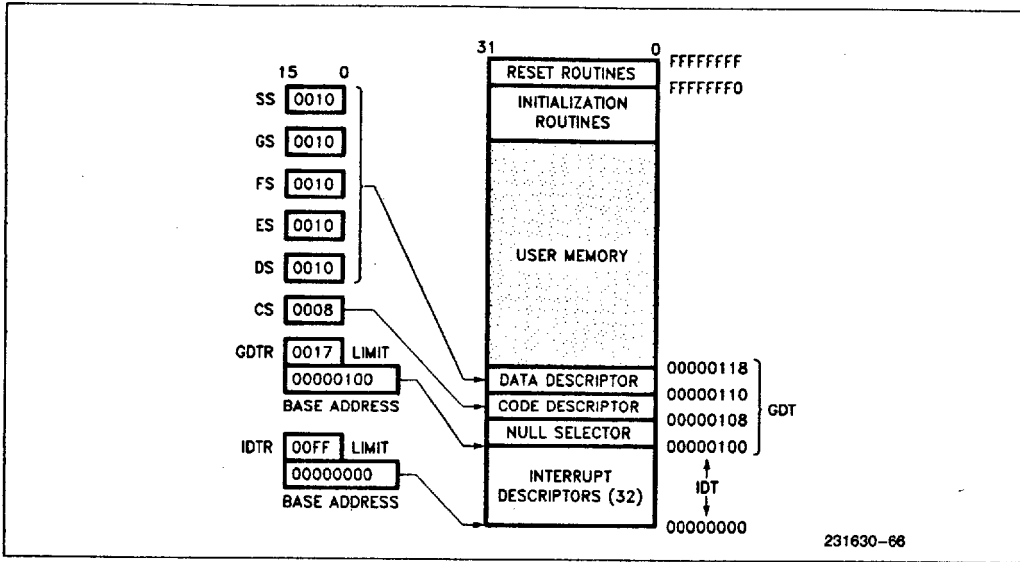 31 0
FFFFFFFF
RESET ROUTINES
FFFFFFF0
INITIALIZATION
ROUTINES
15 0
SS 0010
GS 0010
FS 0010
ES 0010
DS 0010
CS 0008
GDTR 0017 LIMIT
00000100
BASE ADDRESS
IDTR 00FF LIMIT
00000000
BASE ADDRESS
USER MEMORY
00000118
DATA DESCRIPTOR
00000110
CODE DESCRIPTOR
00000108
NULL SELECTOR
00000100
GDT
INTERRUPT
DESCRIPTORS (32)
IDT
00000000
231630-66